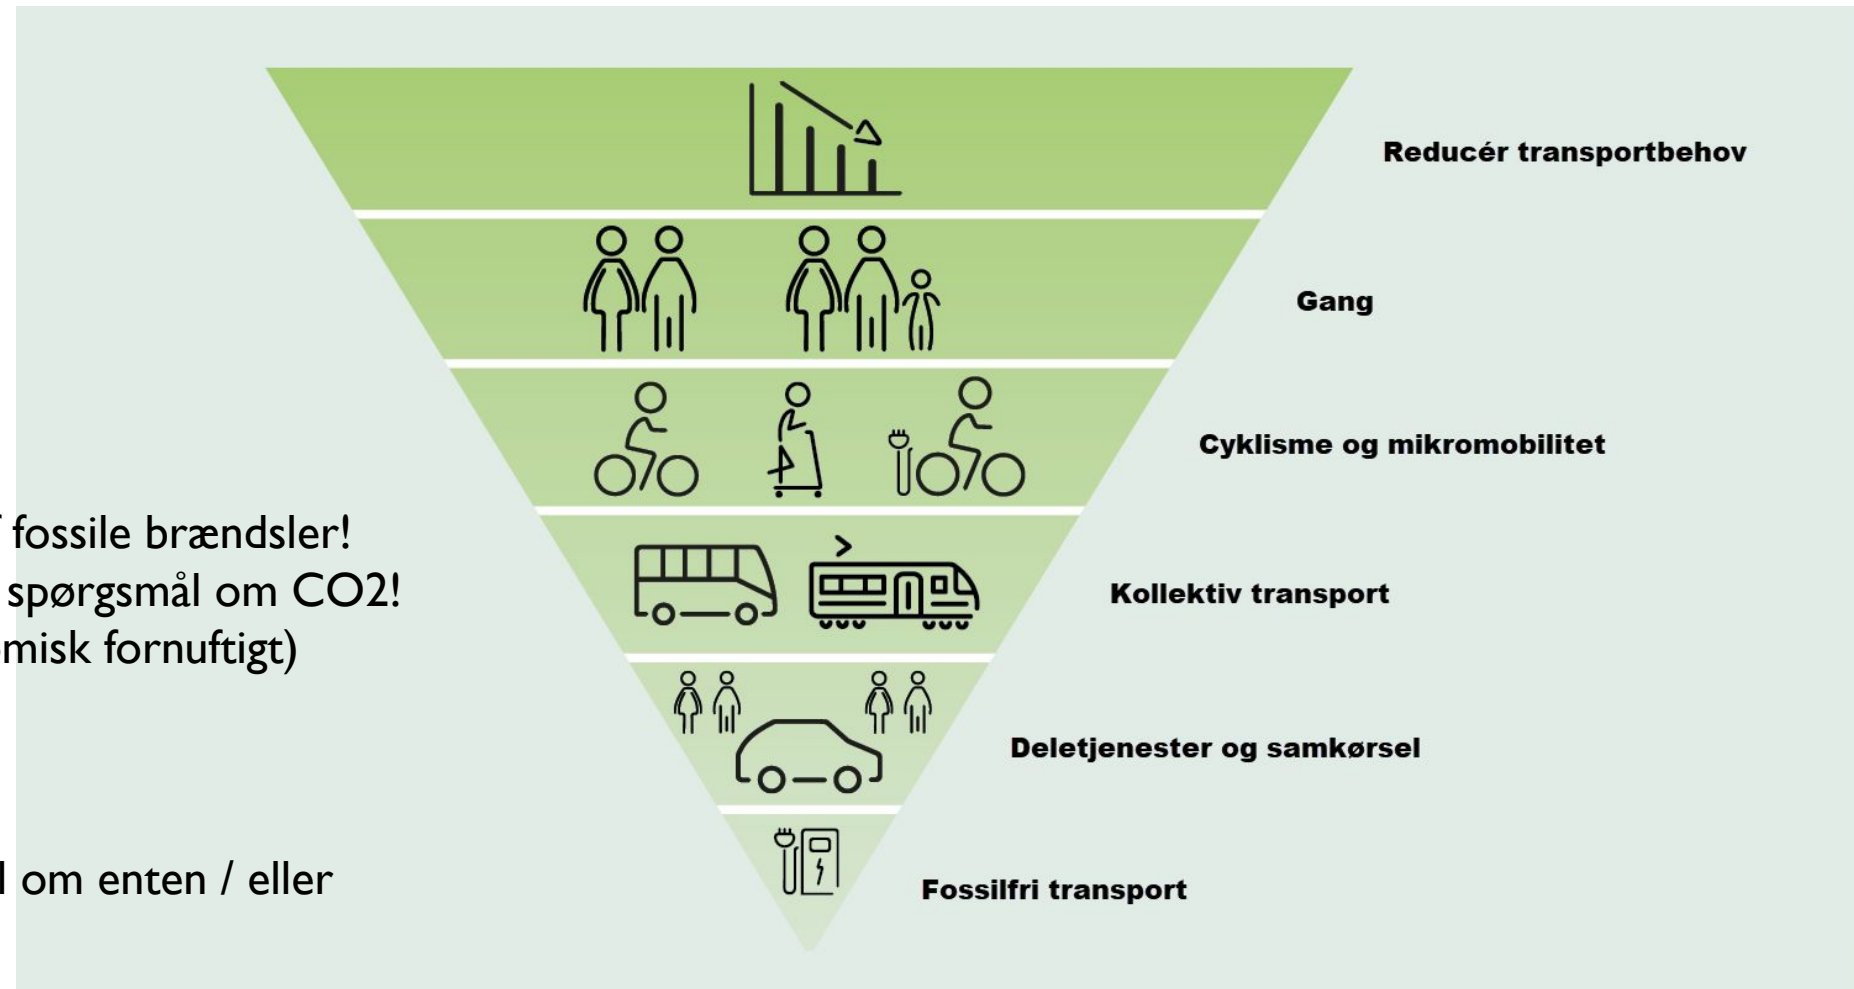 Reducér transportbehov
Gang
Cyklisme og mikromobilitet
fossile brændsler!
spørgsmål om CO2!
Kollektiv transport
fornuftigt)
Deletjenester og samkørsel
om enten / eller
Fossilfri transport